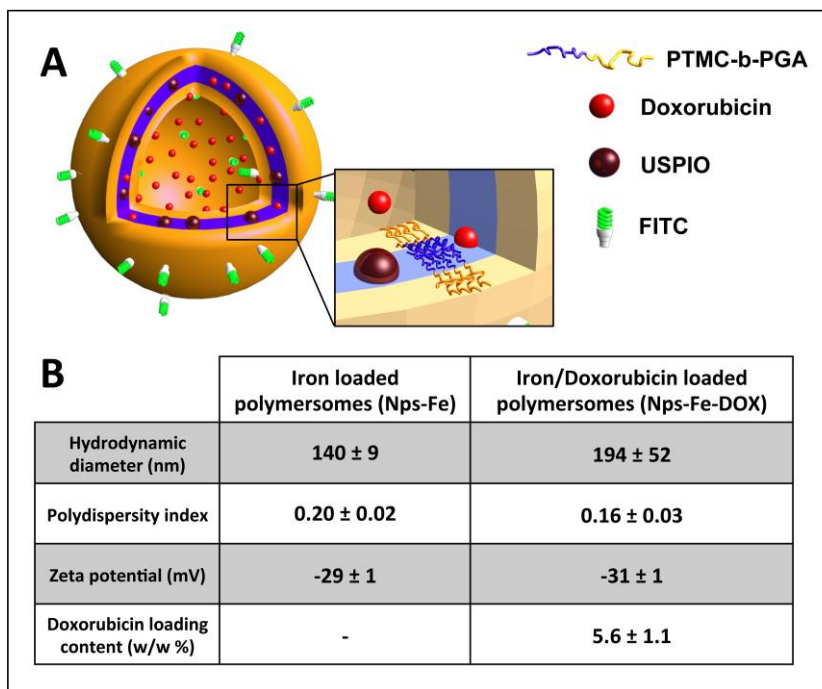 A
PTMC-b-PGA
Doxorubicin
USPIO
FITC
B
Iron loaded
polymersomes (Nps-Fe)
Iron/Doxorubicin loaded
polymersomes (Nps-Fe-DOX)
Hydrodynamic
diameter (nm)
140 ± 9
194 ± 52
Polydispersity index
0.20 ± 0.02
0.16 ± 0.03
Zeta potential (mV)
-29 ± 1
-31 ± 1
Doxorubicin loading
content (w/w %)
-
5.6 ± 1.1